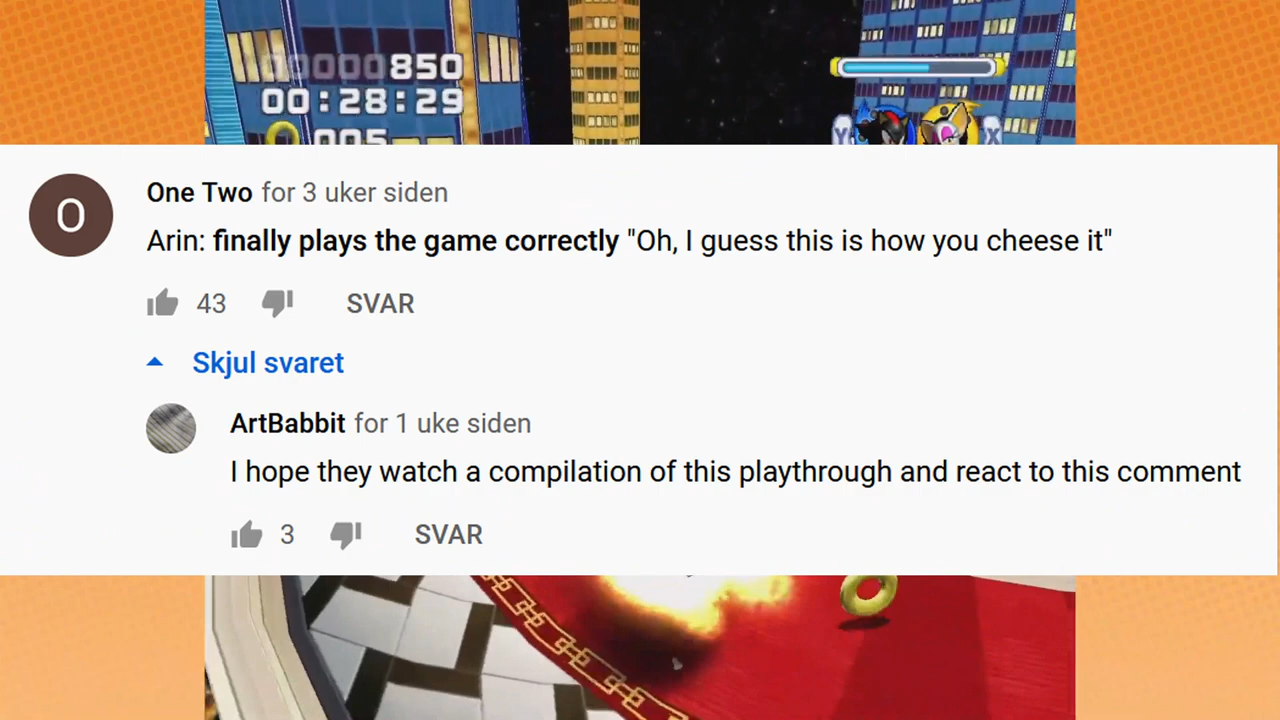 00000850
00:28:29
005
Y X
O
One Two for 3 uker siden
Arin: finally plays the game correctly "Oh, I guess this is how you cheese it"
43 SVAR
Skjul svaret
ArtBabbit for 1 uke siden
I hope they watch a compilation of this playthrough and react to this comment
3 SVAR